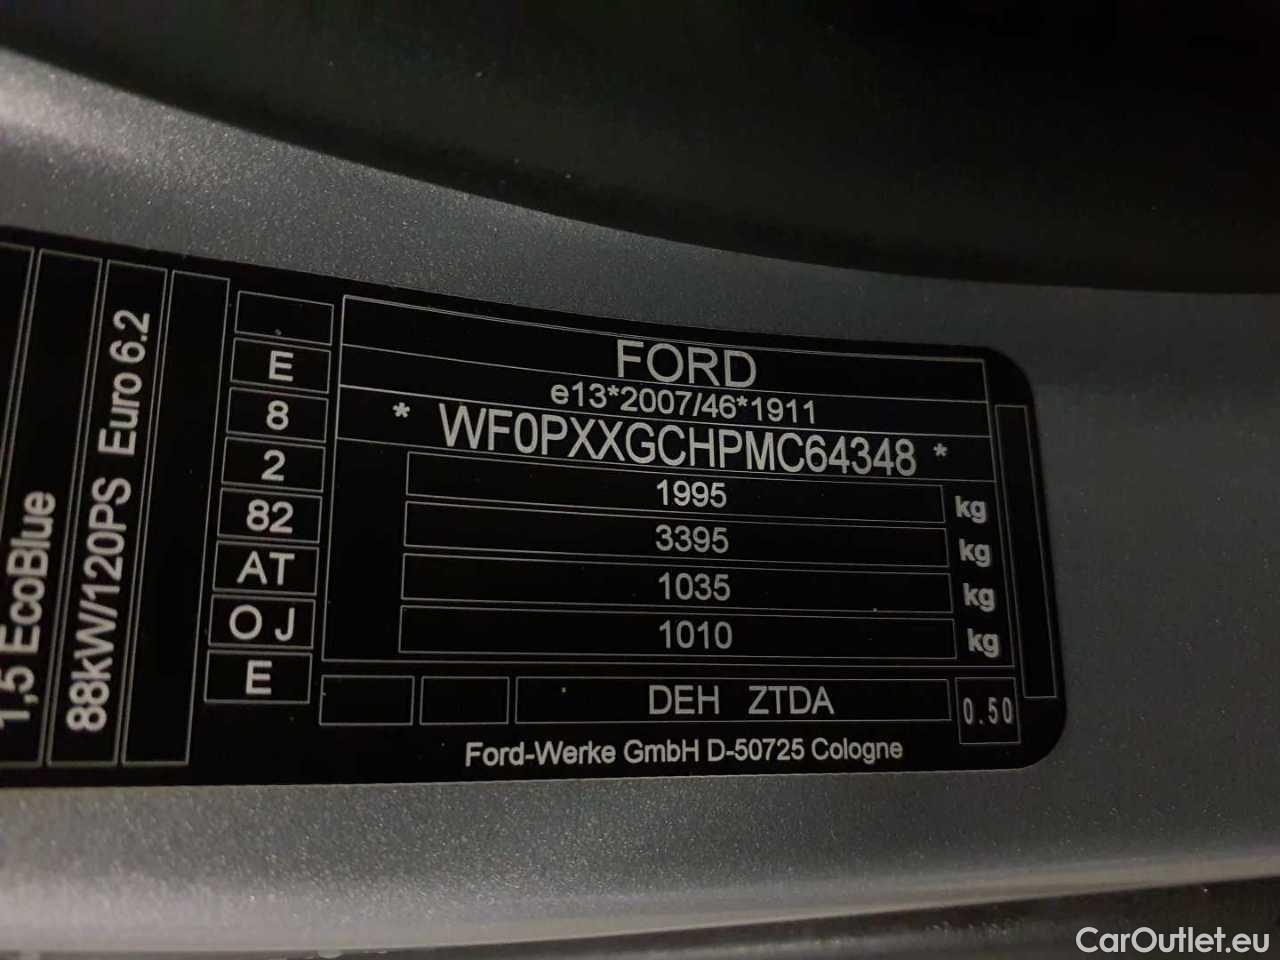 1,5 EcoBlue
88kW/120PS Euro 6.2
E
8
2
82
AT
O J
E
FORD
e13*2007/46*1911
* WF0PXXGCHPMC64348 *
1995 kg
3395 kg
1035 kg
1010 kg
DEH ZTDA
0.50
Ford-Werke GmbH D-50725 Cologne
CarOutlet.eu